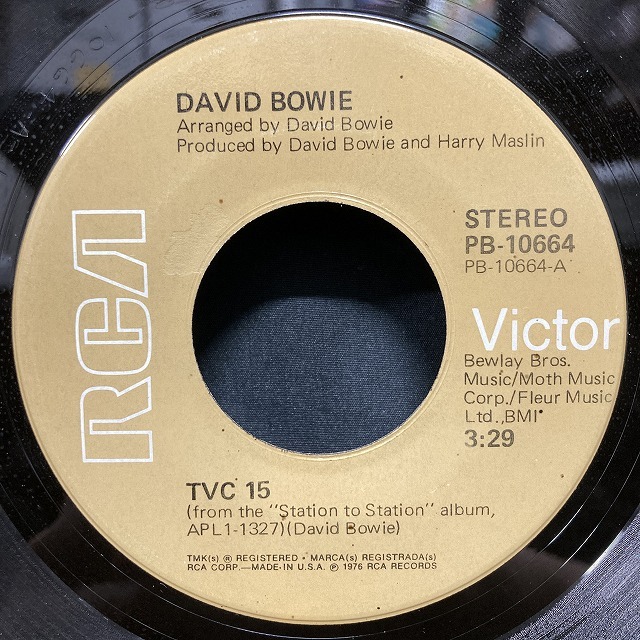 DAVID BOWIE
Arranged by David Bowie
Produced by David Bowie and Harry Maslin
RCA
STEREO
PB-10664
PB-10664-A
Victor
Bewlay Bros.
Music/Moth Music
Corp./Fleur Music
Ltd.,BMI
3:29
TVC 15
(from the "Station to Station" album,
APL1-1327)(David Bowie)
TMK(s) ® REGISTERED • MARCA(s) REGISTRADA(s)
RCA CORP.—MADE IN U.S.A. ℗ 1976 RCA RECORDS